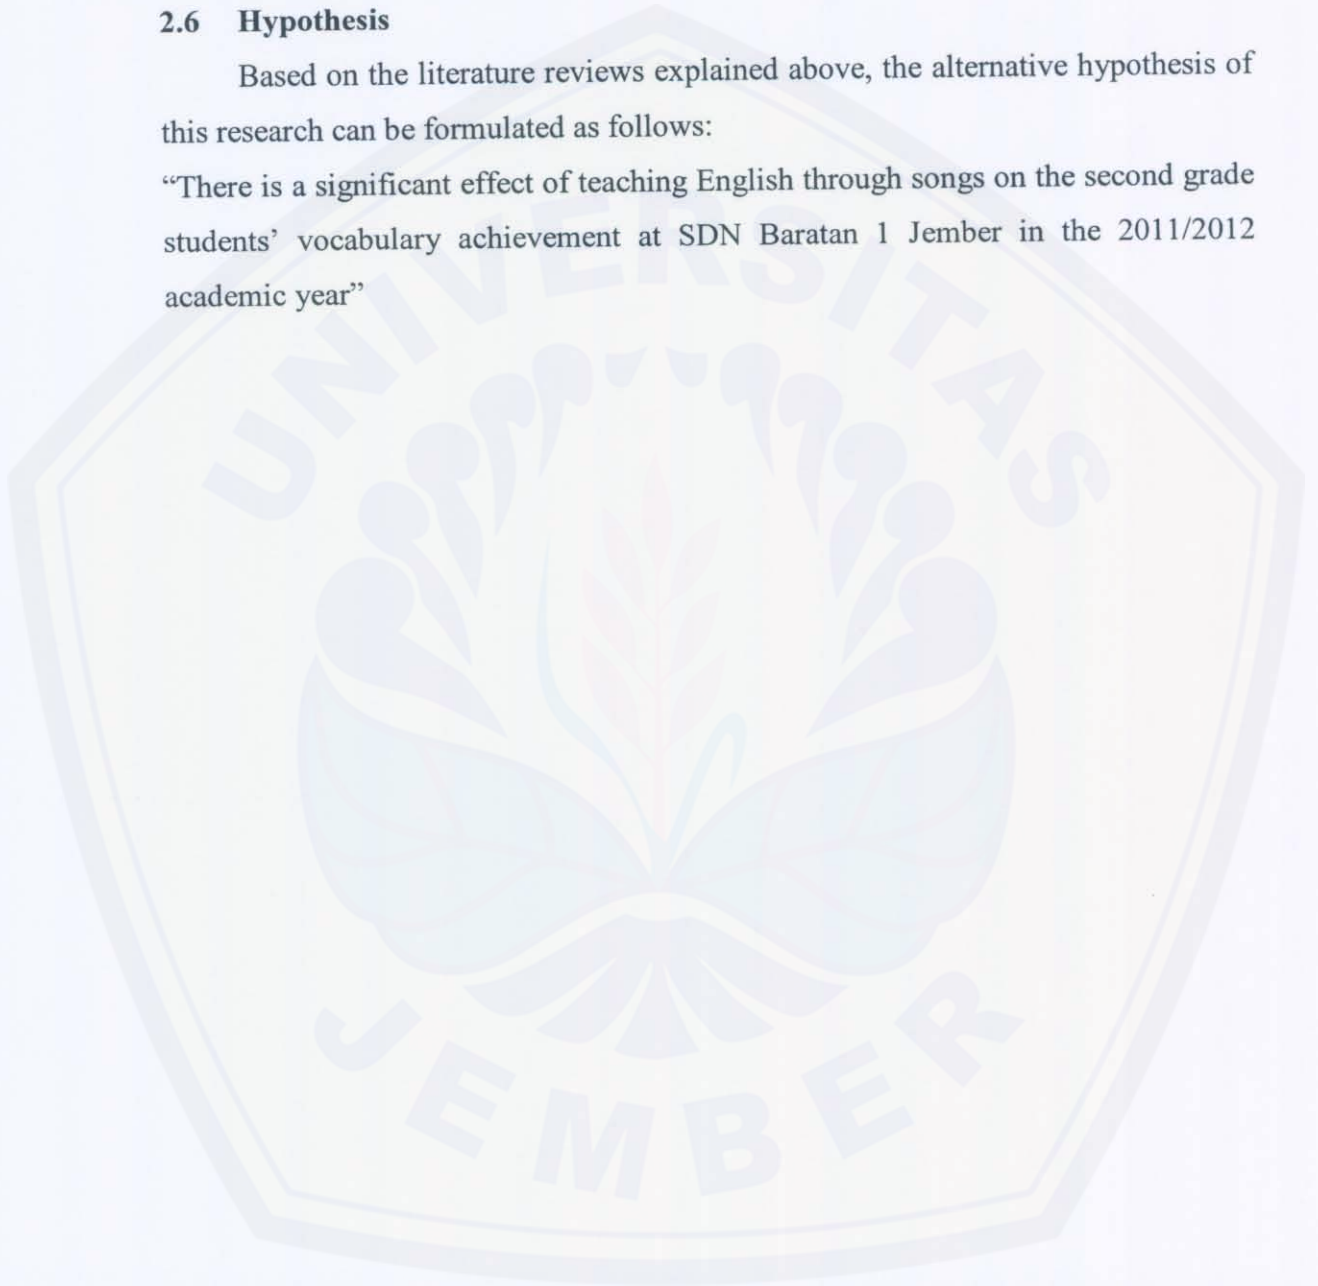 2.6 Hypothesis
Based on the literature reviews explained above, the alternative hypothesis of
this research can be formulated as follows:
“There is a significant effect of teaching English through songs on the second grade
students’ vocabulary achievement at SDN Baratan 1 Jember in the 2011/2012
academic year”
UNIVERSITAS
JEMBER